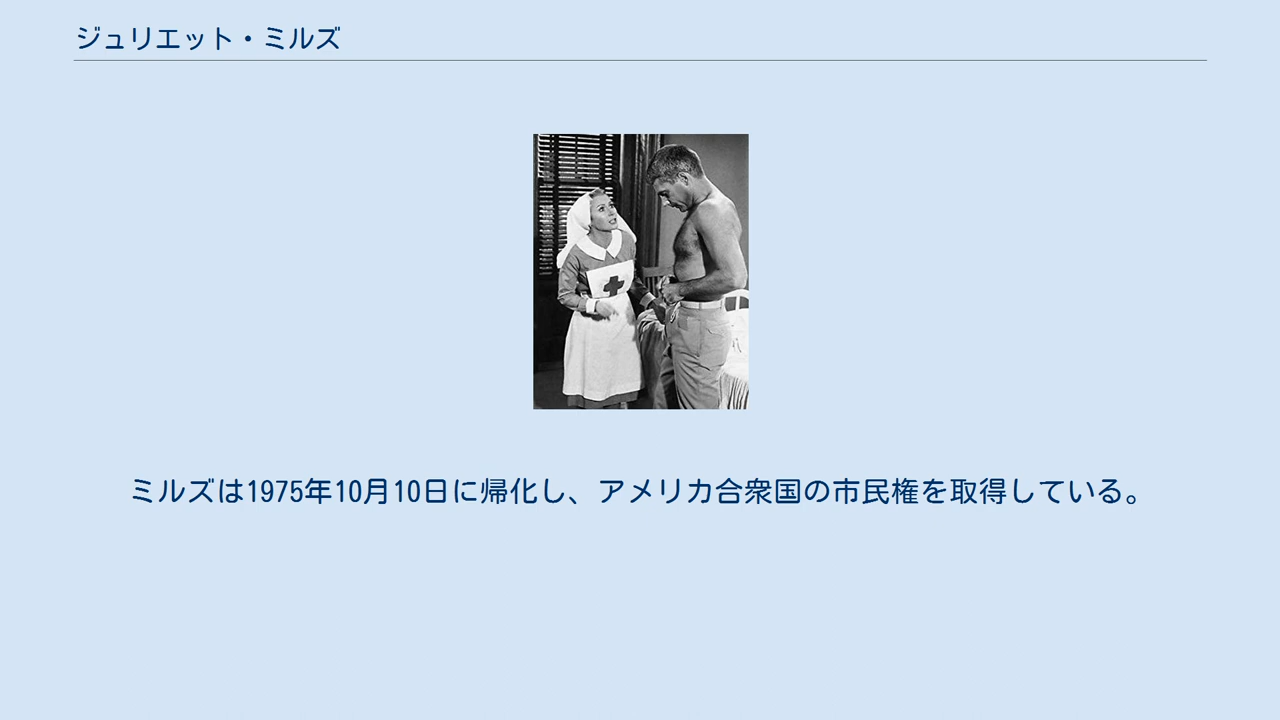 ジュリエット・ミルズ
ミルズは1975年10月10日に帰化し、アメリカ合衆国の市民権を取得している。